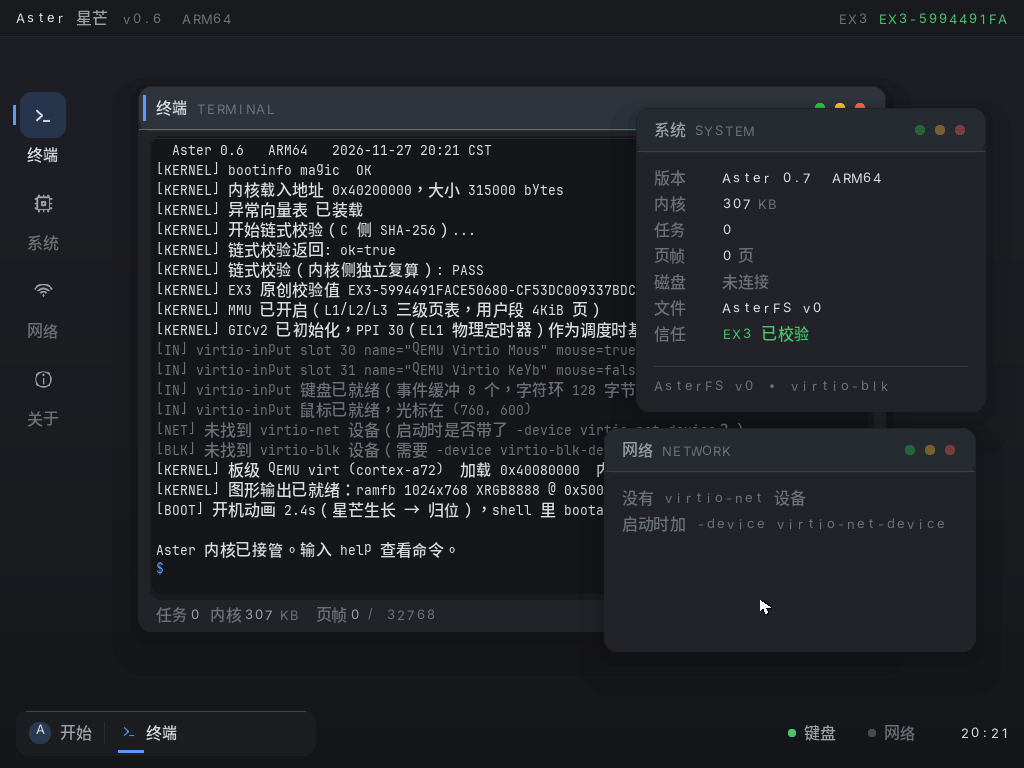 Aster 星芒 v0.6 ARM64
EX3 EX3-5994491FA
终端
系统
网络
关于
终端 TERMINAL
Aster 0.6 ARM64 2026-11-27 20:21 CST
[KERNEL] bootinfo magic OK
[KERNEL] 内核载入地址 0x40200000，大小 315000 bytes
[KERNEL] 异常向量表 已装载
[KERNEL] 开始链式校验（C 侧 SHA-256）...
[KERNEL] 链式校验返回: ok=true
[KERNEL] 链式校验（内核侧独立复算）: PASS
[KERNEL] EX3 原创校验值 EX3-5994491FACE50680-CF53DC009337BDC
[KERNEL] MMU 已开启（L1/L2/L3 三级页表，用户段 4KiB 页）
[KERNEL] GICv2 已初始化，PPI 30（EL1 物理定时器）作为调度时基
[IN] virtio-input slot 30 name="QEMU Virtio Mous" mouse=true
[IN] virtio-input slot 31 name="QEMU Virtio Keyb" mouse=fals
[IN] virtio-input 键盘已就绪（事件缓冲 8 个，字符环 128 字节
[IN] virtio-input 鼠标已就绪，光标在 (760, 600)
[NET] 未找到 virtio-net 设备（启动时是否带了 -device virtio-net-device？）
[BLK] 未找到 virtio-blk 设备（需要 -device virtio-blk-de
[KERNEL] 板级 QEMU virt (cortex-a72) 加载 0x40080000 内
[KERNEL] 图形输出已就绪：ramfb 1024x768 XRGB8888 @ 0x500
[BOOT] 开机动画 2.4s（星芒生长 → 归位），shell 里 boota
Aster 内核已接管。输入 help 查看命令。
$
任务 0 内核 307 KB 页帧 0 / 32768
系统 SYSTEM
版本 Aster 0.7 ARM64
内核 307 KB
任务 0
页帧 0 页
磁盘 未连接
文件 AsterFS v0
信任 EX3 已校验
AsterFS v0 • virtio-blk
网络 NETWORK
没有 virtio-net 设备
启动时加 -device virtio-net-device
A 开始 终端
键盘 网络 20:21